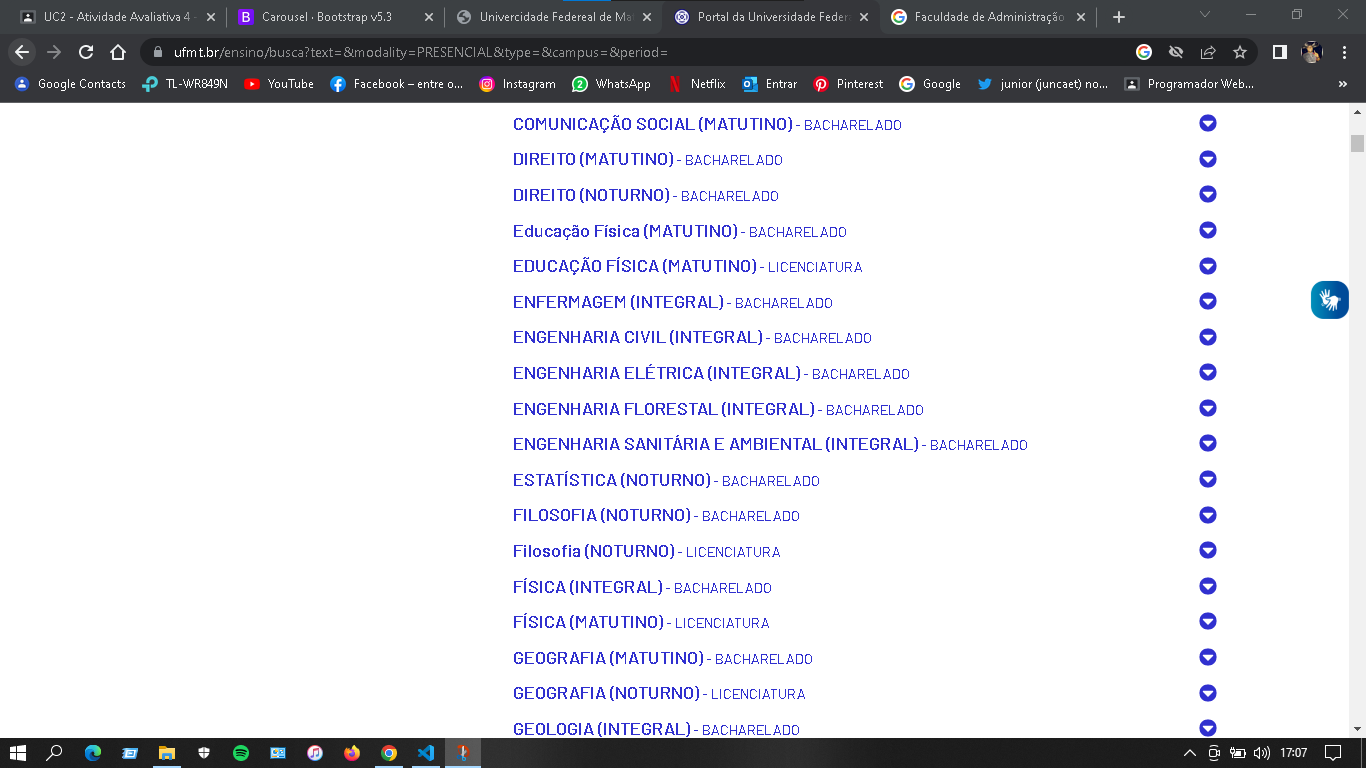 UC2 - Atividade Avaliativa 4 -
Carousel · Bootstrap v5.3
Univercidade Federeal de Mat
Portal da Universidade Federa
Faculdade de Administração
ufmt.br/ensino/busca?text=&modality=PRESENCIAL&type=&campus=&period=
Google Contacts
TL-WR849N
YouTube
Facebook – entre o...
Instagram
WhatsApp
Netflix
Entrar
Pinterest
Google
junior (juncaet) no...
Programador Web...
COMUNICAÇÃO SOCIAL (MATUTINO) - BACHARELADO
DIREITO (MATUTINO) - BACHARELADO
DIREITO (NOTURNO) - BACHARELADO
Educação Física (MATUTINO) - BACHARELADO
EDUCAÇÃO FÍSICA (MATUTINO) - LICENCIATURA
ENFERMAGEM (INTEGRAL) - BACHARELADO
ENGENHARIA CIVIL (INTEGRAL) - BACHARELADO
ENGENHARIA ELÉTRICA (INTEGRAL) - BACHARELADO
ENGENHARIA FLORESTAL (INTEGRAL) - BACHARELADO
ENGENHARIA SANITÁRIA E AMBIENTAL (INTEGRAL) - BACHARELADO
ESTATÍSTICA (NOTURNO) - BACHARELADO
FILOSOFIA (NOTURNO) - BACHARELADO
Filosofia (NOTURNO) - LICENCIATURA
FÍSICA (INTEGRAL) - BACHARELADO
FÍSICA (MATUTINO) - LICENCIATURA
GEOGRAFIA (MATUTINO) - BACHARELADO
GEOGRAFIA (NOTURNO) - LICENCIATURA
GEOLOGIA (INTEGRAL) - BACHARELADO
17:07